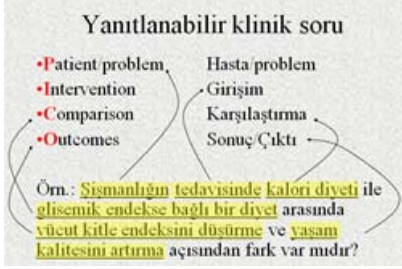 Yanıtlanabilir klinik soru
•Patient/problem Hasta/problem
•Intervention Girişim
•Comparison Karşılaştırma
•Outcomes Sonuç/Çıktı
Örn.: Şişmanlığın tedavisinde kalori diyeti ile
glisemik endekse bağlı bir diyet arasında
vücut kitle endeksini düşürme ve yaşam
kalitesini artırma açısından fark var mıdır?